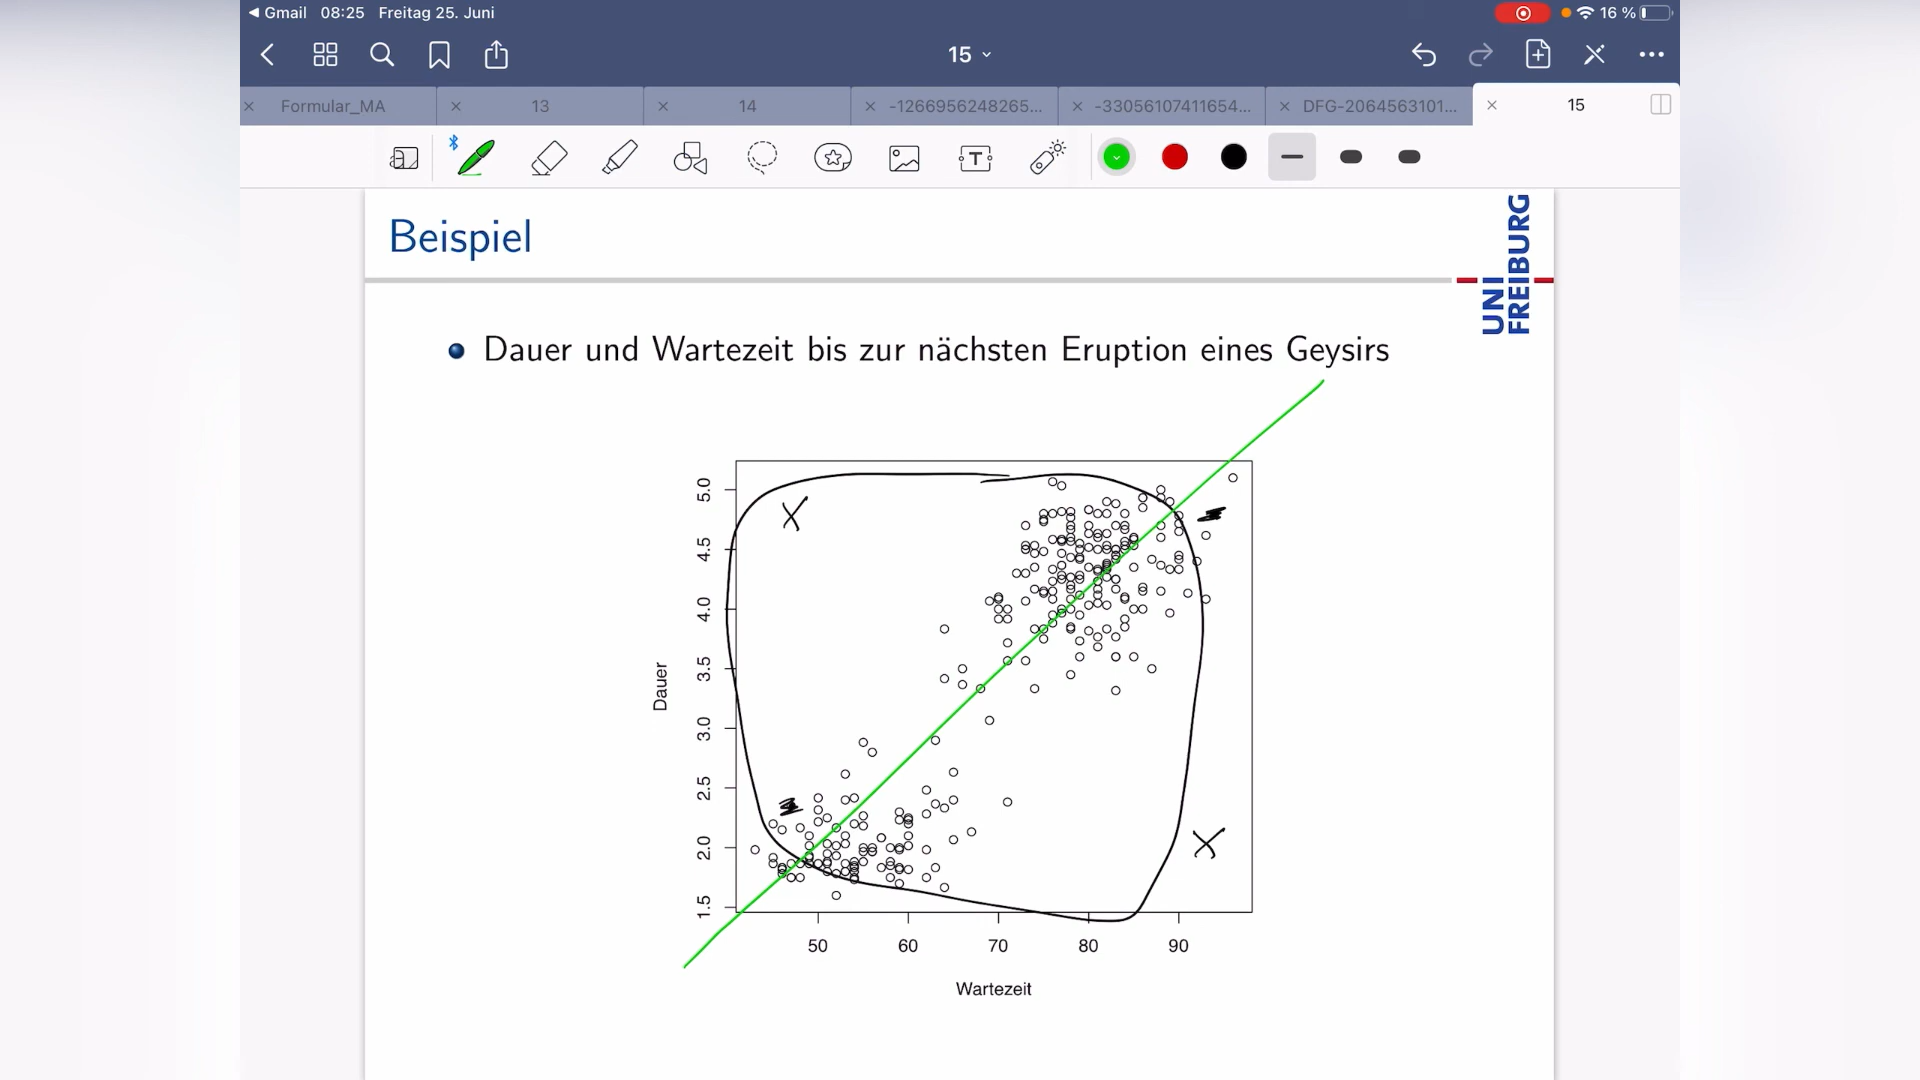 Gmail 08:25 Freitag 25. Juni 16 %
15
Formular_MA 13 14 -1266956248265... -33056107411654... DFG-2064563101... 15
Beispiel
UNI
FREIBURG
Dauer und Wartezeit bis zur nächsten Eruption eines Geysirs
5.0
4.5
4.0
3.5
3.0
2.5
2.0
1.5
Dauer
50 60 70 80 90
Wartezeit